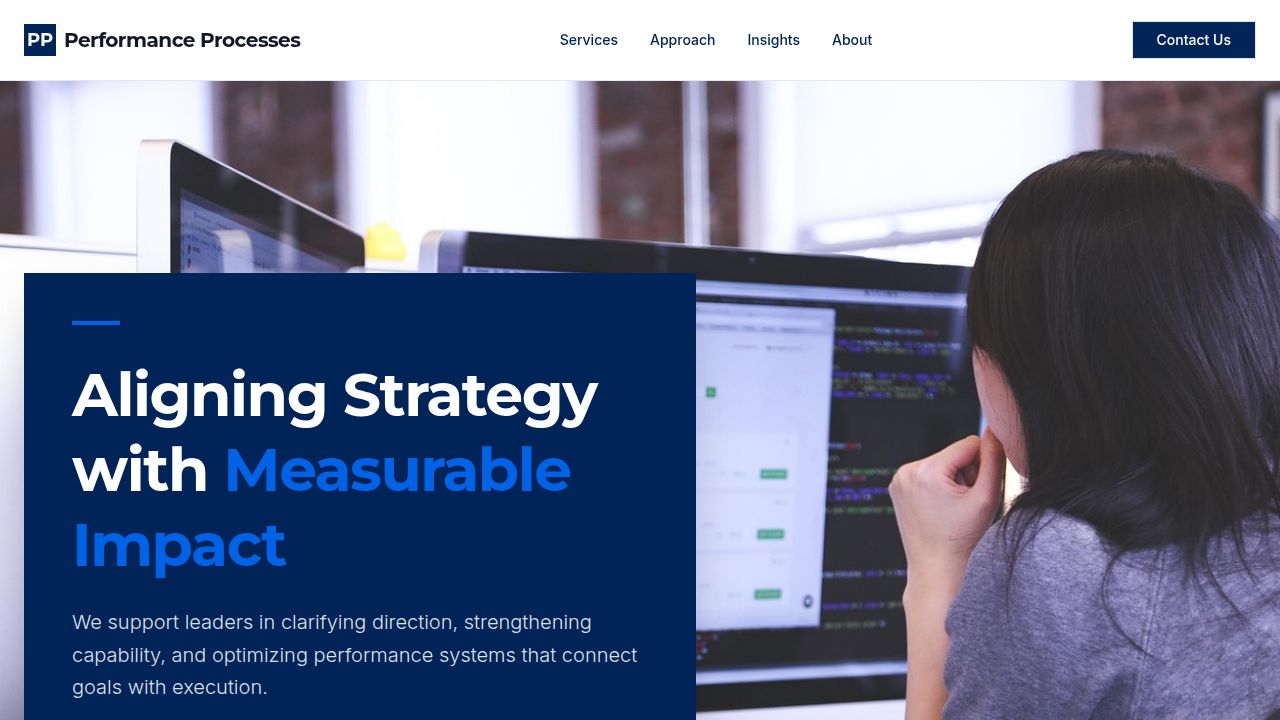 PP Performance Processes
Services Approach Insights About
Contact Us
Aligning Strategy
with Measurable
Impact
We support leaders in clarifying direction, strengthening
capability, and optimizing performance systems that connect
goals with execution.